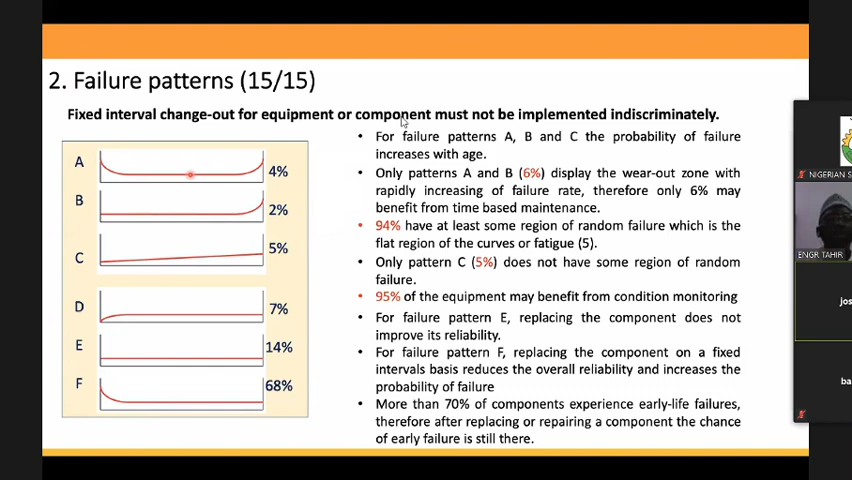 2. Failure patterns (15/15)
Fixed interval change-out for equipment or component must not be implemented indiscriminately.
A
4%
B
2%
C
5%
D
7%
E
14%
F
68%
• For failure patterns A, B and C the probability of failure
increases with age.
• Only patterns A and B (6%) display the wear-out zone with
rapidly increasing of failure rate, therefore only 6% may
benefit from time based maintenance.
• 94% have at least some region of random failure which is the
flat region of the curves or fatigue (5).
• Only pattern C (5%) does not have some region of random
failure.
• 95% of the equipment may benefit from condition monitoring
• For failure pattern E, replacing the component does not
improve its reliability.
• For failure pattern F, replacing the component on a fixed
intervals basis reduces the overall reliability and increases the
probability of failure
• More than 70% of components experience early-life failures,
therefore after replacing or repairing a component the chance
of early failure is still there.
NIGERIAN S
ENGR TAHIR
jos
ba